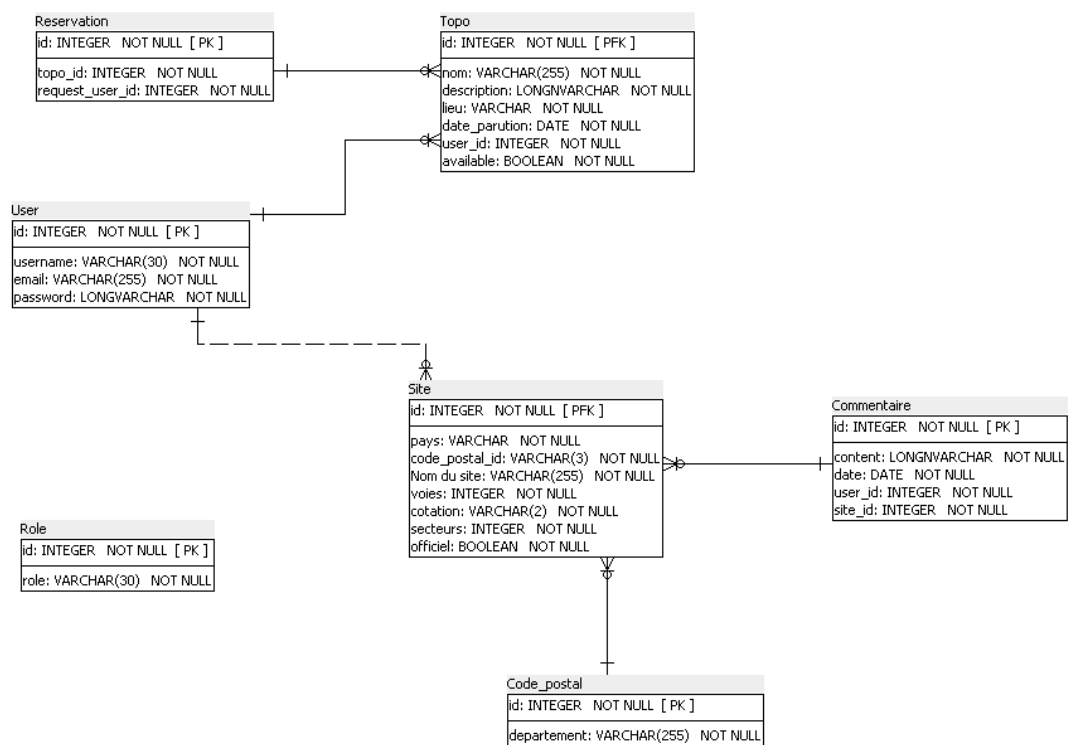 Reservation
id: INTEGER NOT NULL [ PK ]
topo_id: INTEGER NOT NULL
request_user_id: INTEGER NOT NULL
Topo
id: INTEGER NOT NULL [ PFK ]
nom: VARCHAR(255) NOT NULL
description: LONGNVARCHAR NOT NULL
lieu: VARCHAR NOT NULL
date_parution: DATE NOT NULL
user_id: INTEGER NOT NULL
available: BOOLEAN NOT NULL
User
id: INTEGER NOT NULL [ PK ]
username: VARCHAR(30) NOT NULL
email: VARCHAR(255) NOT NULL
password: LONGVARCHAR NOT NULL
Site
id: INTEGER NOT NULL [ PFK ]
pays: VARCHAR NOT NULL
code_postal_id: VARCHAR(3) NOT NULL
Nom du site: VARCHAR(255) NOT NULL
voies: INTEGER NOT NULL
cotation: VARCHAR(2) NOT NULL
secteurs: INTEGER NOT NULL
officiel: BOOLEAN NOT NULL
Commentaire
id: INTEGER NOT NULL [ PK ]
content: LONGNVARCHAR NOT NULL
date: DATE NOT NULL
user_id: INTEGER NOT NULL
site_id: INTEGER NOT NULL
Role
id: INTEGER NOT NULL [ PK ]
role: VARCHAR(30) NOT NULL
Code_postal
id: INTEGER NOT NULL [ PK ]
departement: VARCHAR(255) NOT NULL